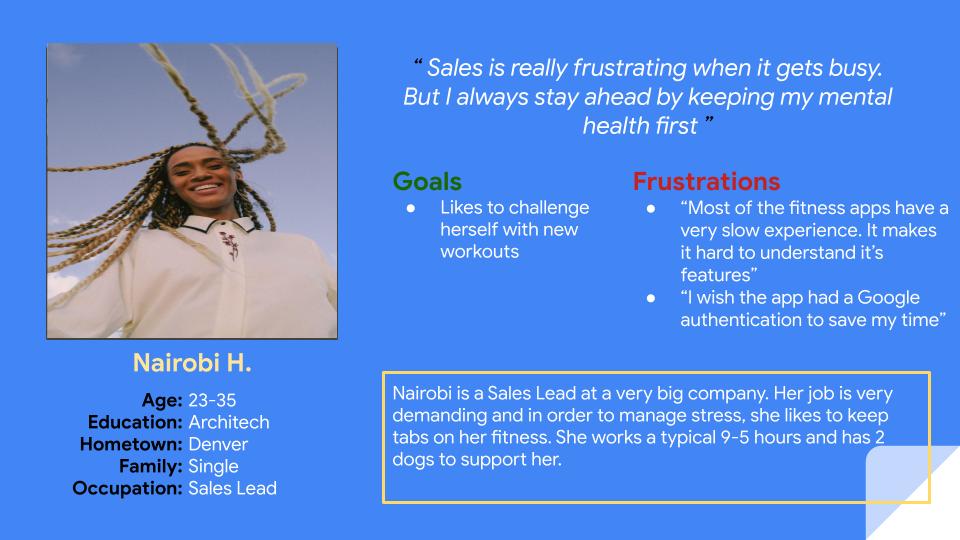 “ Sales is really frustrating when it gets busy.
But I always stay ahead by keeping my mental
health first ”
Goals
● Likes to challenge
herself with new
workouts
Frustrations
● “Most of the fitness apps have a
very slow experience. It makes
it hard to understand it’s
features”
● “I wish the app had a Google
authentication to save my time”
Nairobi H.
Age: 23-35
Education: Architech
Hometown: Denver
Family: Single
Occupation: Sales Lead
Nairobi is a Sales Lead at a very big company. Her job is very
demanding and in order to manage stress, she likes to keep
tabs on her fitness. She works a typical 9-5 hours and has 2
dogs to support her.